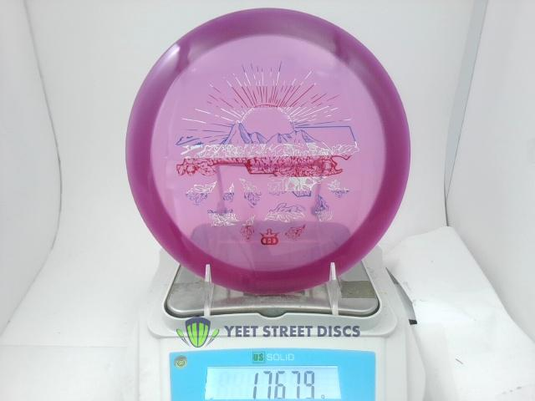 YEET STREET DISCS
U.S SOLID
176.79